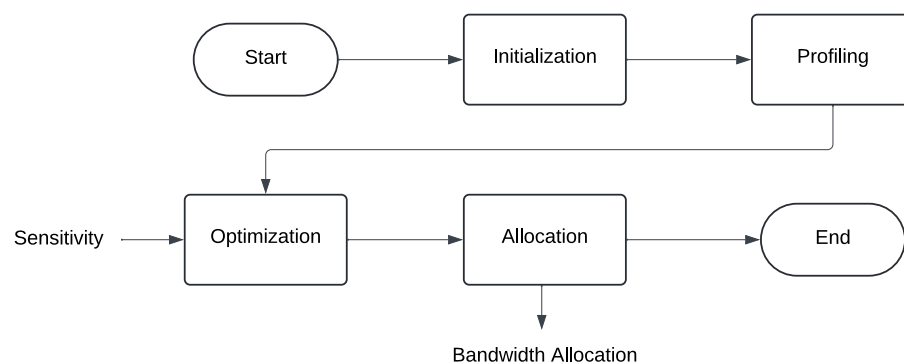 Start
Initialization
Profiling
Sensitivity
Optimization
Allocation
End
Bandwidth Allocation